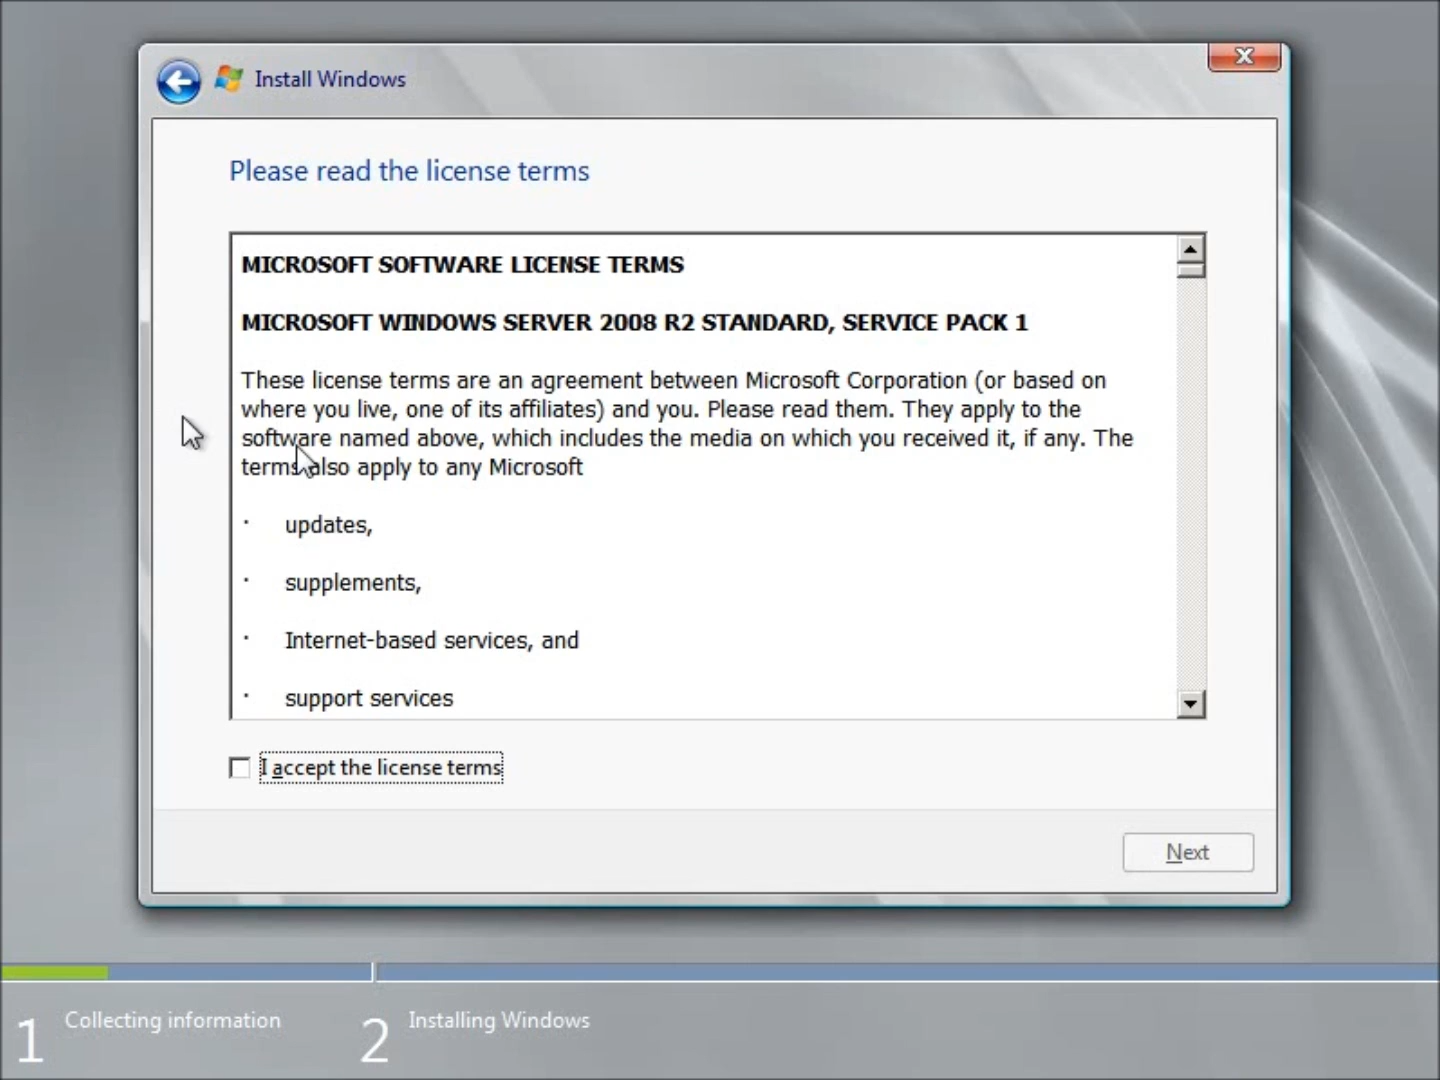 Install Windows
Please read the license terms
MICROSOFT SOFTWARE LICENSE TERMS
MICROSOFT WINDOWS SERVER 2008 R2 STANDARD, SERVICE PACK 1
These license terms are an agreement between Microsoft Corporation (or based on
where you live, one of its affiliates) and you. Please read them. They apply to the
software named above, which includes the media on which you received it, if any. The
terms also apply to any Microsoft
· updates,
· supplements,
· Internet-based services, and
· support services
I accept the license terms
Next
1 Collecting information
2 Installing Windows